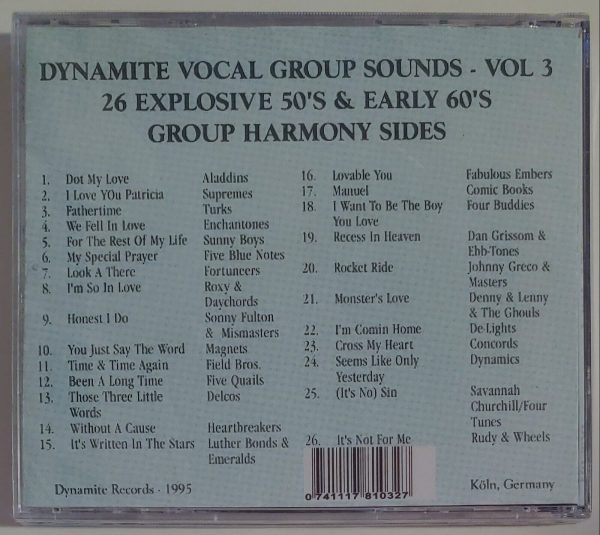 DYNAMITE VOCAL GROUP SOUNDS - VOL 3
26 EXPLOSIVE 50'S & EARLY 60'S
GROUP HARMONY SIDES
1. Dot My Love Aladdins
2. I Love YOu Patricia Supremes
3. Fathertime Turks
4. We Fell In Love Enchantones
5. For The Rest Of My Life Sunny Boys
6. My Special Prayer Five Blue Notes
7. Look A There Fortuneers
8. I'm So In Love Roxy &
Daychords
9. Honest I Do Sonny Fulton
& Mismasters
10. You Just Say The Word Magnets
11. Time & Time Again Field Bros.
12. Been A Long Time Five Quails
13. Those Three Little Delcos
Words
14. Without A Cause Heartbreakers
15. It's Written In The Stars Luther Bonds &
Emeralds
16. Lovable You Fabulous Embers
17. Manuel Comic Books
18. I Want To Be The Boy Four Buddies
You Love
19. Recess In Heaven Dan Grissom &
Ebb-Tones
20. Rocket Ride Johnny Greco &
Masters
21. Monster's Love Denny & Lenny
& The Ghouls
22. I'm Comin Home De-Lights
23. Cross My Heart Concords
24. Seems Like Only Dynamics
Yesterday
25. (It's No) Sin Savannah
Churchill/Four
Tunes
26. It's Not For Me Rudy & Wheels
0 741117 810327
Dynamite Records - 1995
Köln, Germany